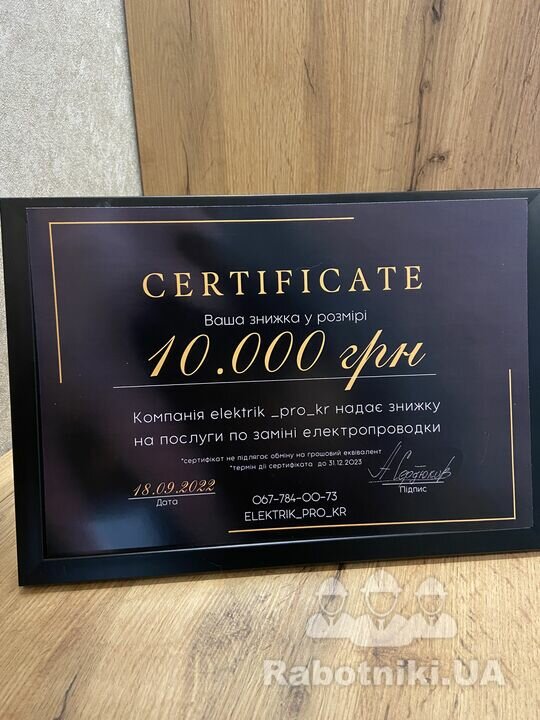 CERTIFICATE
Ваша знижка у розмірі
10.000 грн
Компанія elektrik _pro_kr надає знижку
на послуги по заміні електропроводки
*сертифікат не підлягає обміну на грошовий еквівалент
*термін дії сертифіката до 31.12.2023
18.09.2022
Дата
Підпис
067-784-00-73
ELEKTRIK_PRO_KR
Rabotniki.UA